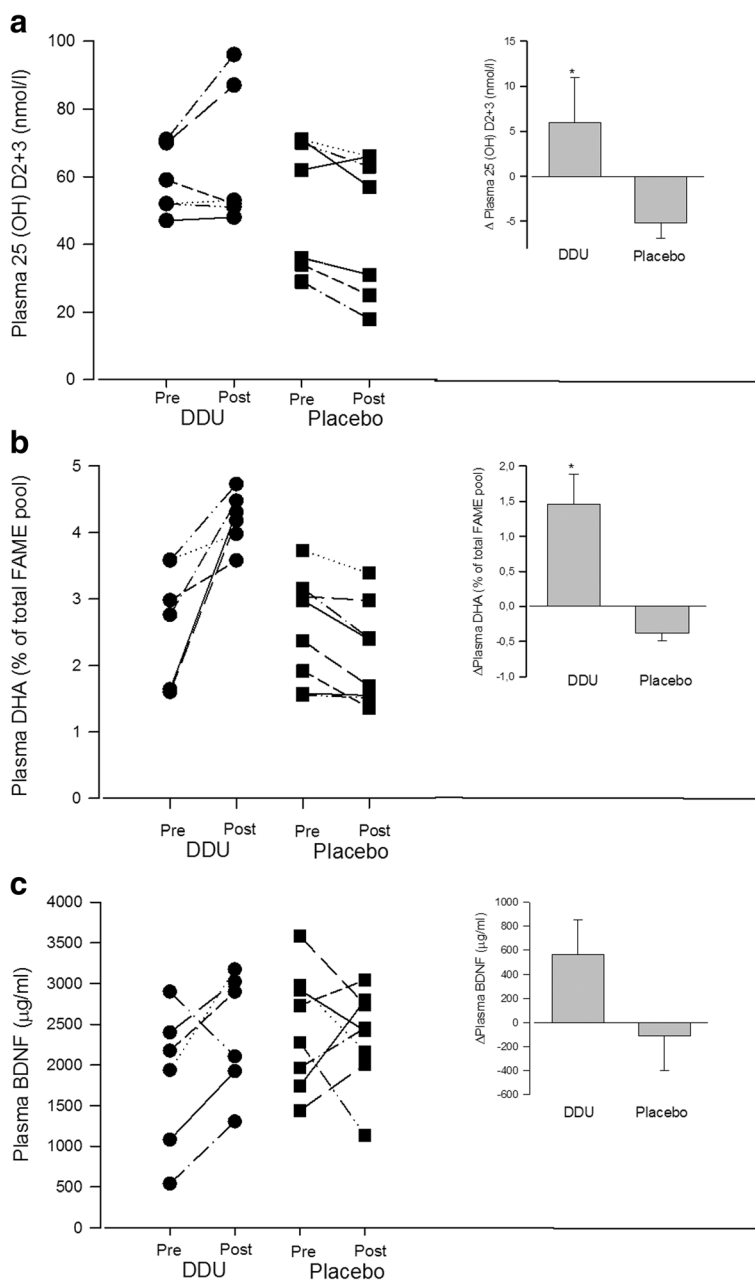 a
Plasma 25 (OH) D2+3 (nmol/l)
100
80
60
40
20
0
Pre Post Pre Post
DDU Placebo
Δ Plasma 25 (OH) D2+3 (nmol/l)
15
10
5
0
-5
*
DDU Placebo
b
Plasma DHA (% of total FAME pool)
5
4
3
2
1
0
Pre Post Pre Post
DDU Placebo
ΔPlasma DHA (% of total FAME pool)
2,0
1,5
1,0
0,5
0,0
-0,5
-1,0
*
DDU Placebo
c
Plasma BDNF (μg/ml)
4000
3500
3000
2500
2000
1500
1000
500
0
Pre Post Pre Post
DDU Placebo
ΔPlasma BDNF (μg/ml)
1000
800
600
400
200
0
-200
-400
-600
DDU Placebo